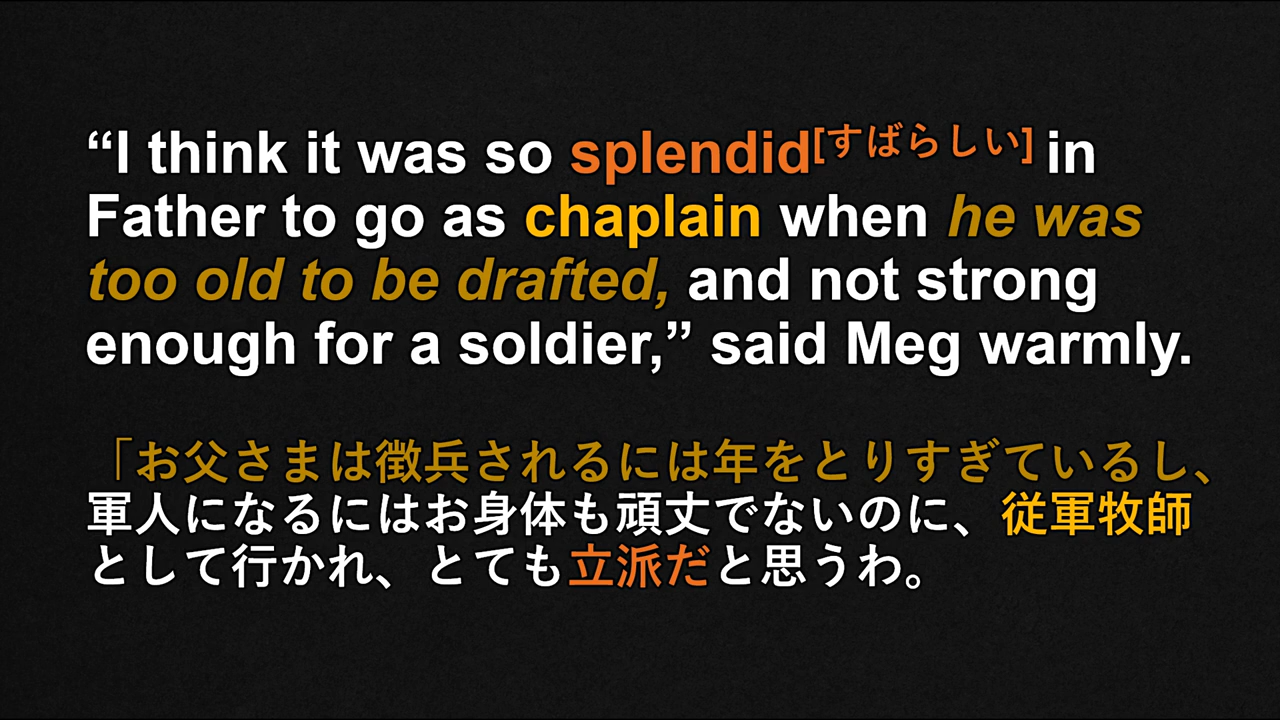 “I think it was so splendid[すばらしい] in
Father to go as chaplain when he was
too old to be drafted, and not strong
enough for a soldier,” said Meg warmly.
「お父さまは徴兵されるには年をとりすぎているし、
軍人になるにはお身体も頑丈でないのに、従軍牧師
として行かれ、とても立派だと思うわ。